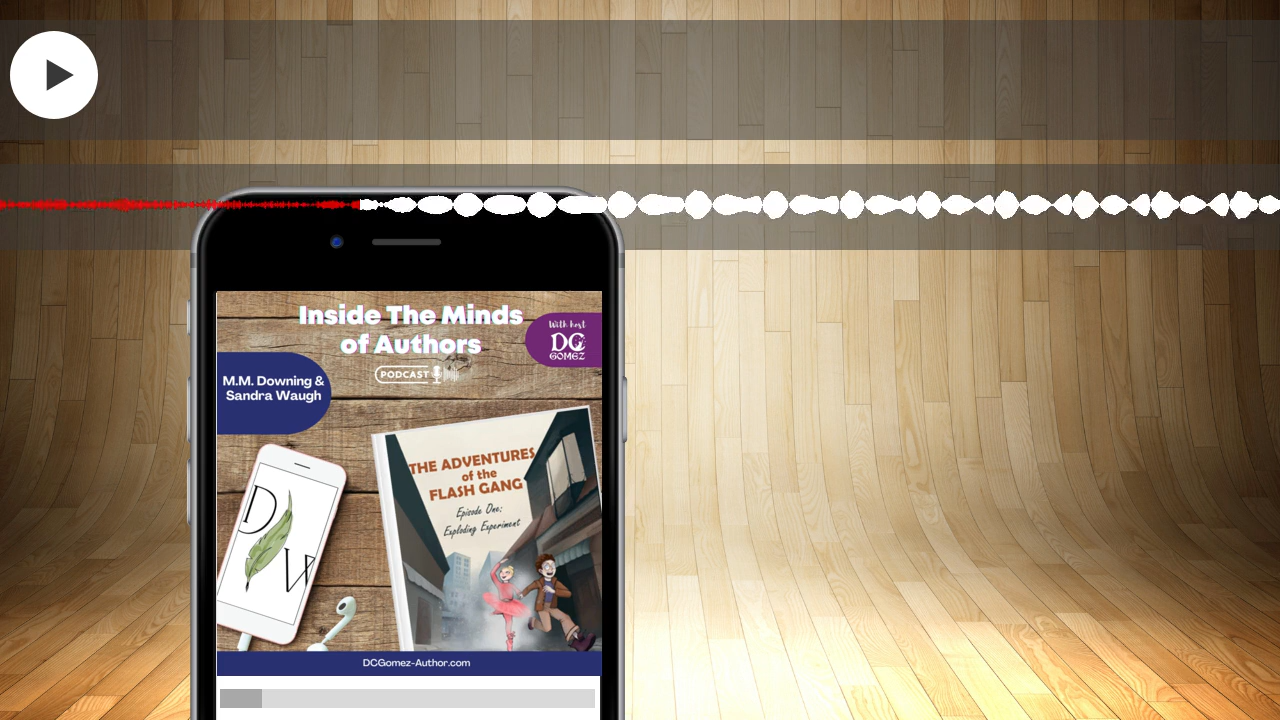 Inside The Minds
of Authors
With host
DC
GOMEZ
PODCAST
M.M. Downing &
Sandra Waugh
THE ADVENTURES
of the
FLASH GANG
Episode One:
Exploding Experiment
D
W
DCGomez-Author.com